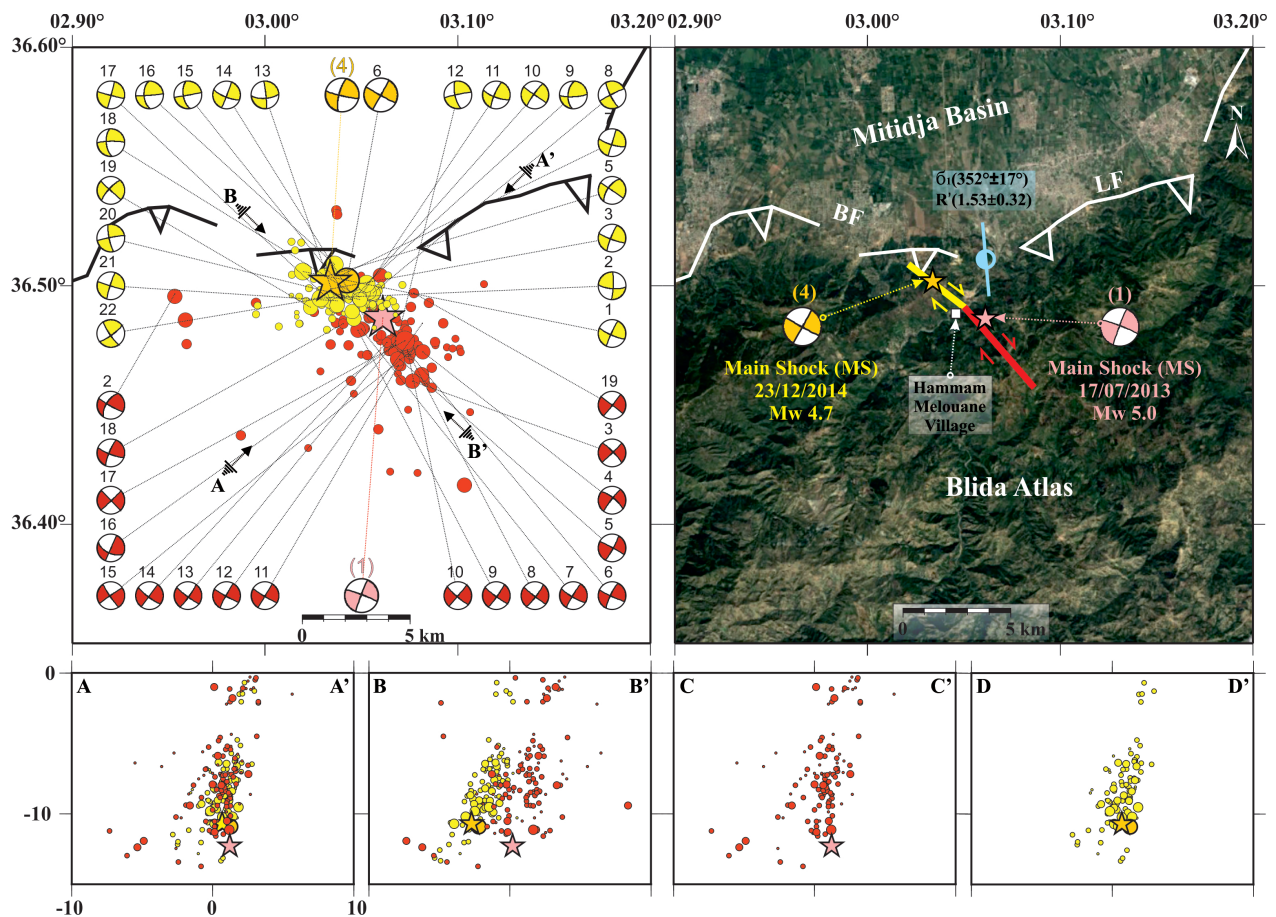 02.90° 03.00° 03.10° 03.20° 02.90° 03.00° 03.10° 03.20°
36.60°
36.50°
36.40°
17 16 15 14 13 (4) 6 12 11 10 9 8
18 7
19 5
20 3
21 2
22 1
2 19
18 3
17 4
16 5
15 14 13 12 11 (1) 10 9 8 7 6
B
A'
A
B'
0 5 km
Mitidja Basin
N
б1(352°±17°)
R'(1.53±0.32)
LF
BF
(4)
(1)
Main Shock (MS)
23/12/2014
Mw 4.7
Hammam
Melouane
Village
Main Shock (MS)
17/07/2013
Mw 5.0
Blida Atlas
0 5 km
0
-10
A A'
B B'
C C'
D D'
-10 0 10